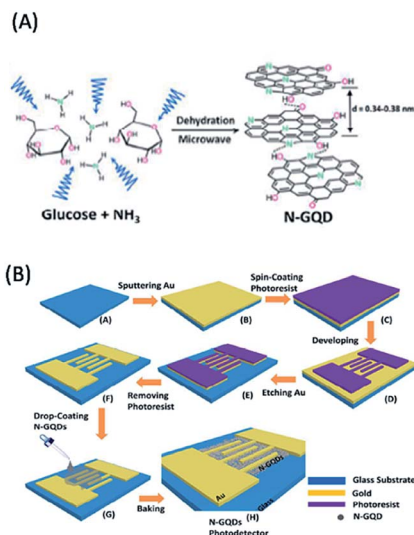 (A)
Dehydration
Microwave
Glucose + NH₃
d = 0.34-0.38 nm
N-GQD
(B)
Sputtering Au
Spin-Coating
Photoresist
(A)
(B)
(C)
Developing
(F)
Removing
Photoresist
(E)
Etching Au
(D)
Drop-Coating
N-GQDs
(G)
Baking
N-GQDs
Au
Glass
(H)
N-GQDs
Photodetector
Glass Substrate
Gold
Photoresist
N-GQD